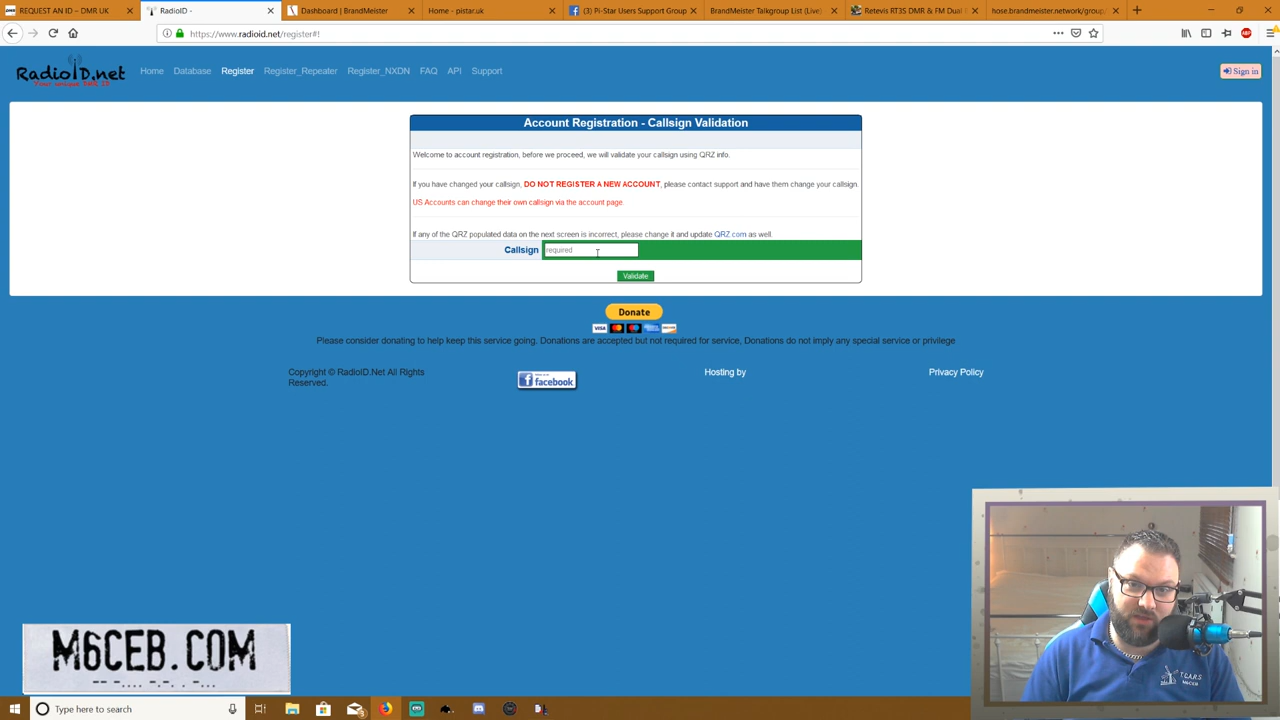 REQUEST AN ID – DMR UK
RadioID -
Dashboard | BrandMeister
Home - pistar.uk
(3) Pi-Star Users Support Group
BrandMeister Talkgroup List (Live)
Retevis RT3S DMR & FM Dual
hose.brandmeister.network/group
https://www.radioid.net/register#!
ABP
RadioID.net
Your unique DMR ID
Home
Database
Register
Register_Repeater
Register_NXDN
FAQ
API
Support
Sign in
Account Registration - Callsign Validation
Welcome to account registration, before we proceed, we will validate your callsign using QRZ info.
If you have changed your callsign, DO NOT REGISTER A NEW ACCOUNT, please contact support and have them change your callsign.
US Accounts can change their own callsign via the account page.
If any of the QRZ populated data on the next screen is incorrect, please change it and update QRZ.com as well.
Callsign
required
Validate
Donate
VISA
Please consider donating to help keep this service going. Donations are accepted but not required for service, Donations do not imply any special service or privilege
Copyright © RadioID.Net All Rights
Reserved.
facebook
Hosting by
Privacy Policy
M6CEB.COM
T.C.A.R.S
M6CEB
Type here to search